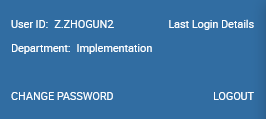 User ID: Z.ZHOGUN2 Last Login Details
Department: Implementation
CHANGE PASSWORD LOGOUT